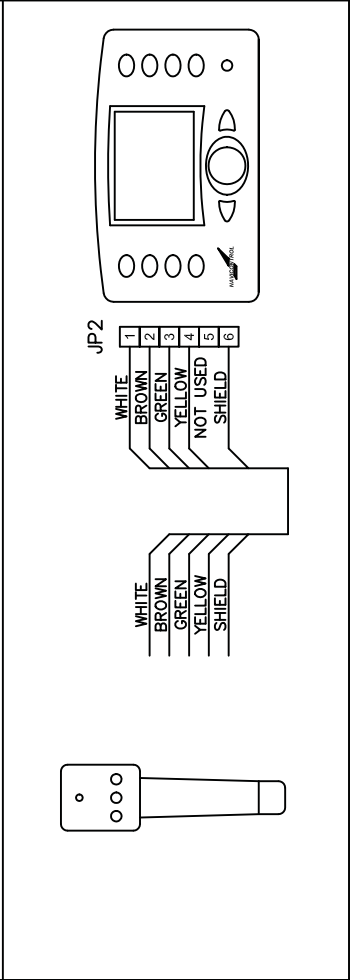 NAVICONTROL
JP2
1
2
3
4
5
6
WHITE
BROWN
GREEN
YELLOW
NOT USED
SHIELD
WHITE
BROWN
GREEN
YELLOW
SHIELD